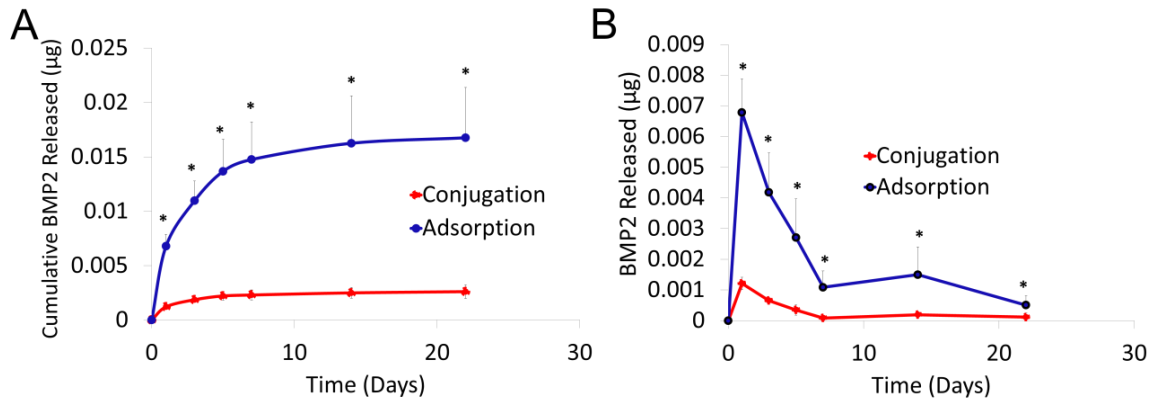 A
Cumulative BMP2 Released (µg)
0.025
0.02
0.015
0.01
0.005
0
* * * * * *
Conjugation
Adsorption
0 10 20 30
Time (Days)
B
BMP2 Released (µg)
0.009
0.008
0.007
0.006
0.005
0.004
0.003
0.002
0.001
0
* * * * * *
Conjugation
Adsorption
0 10 20 30
Time (Days)